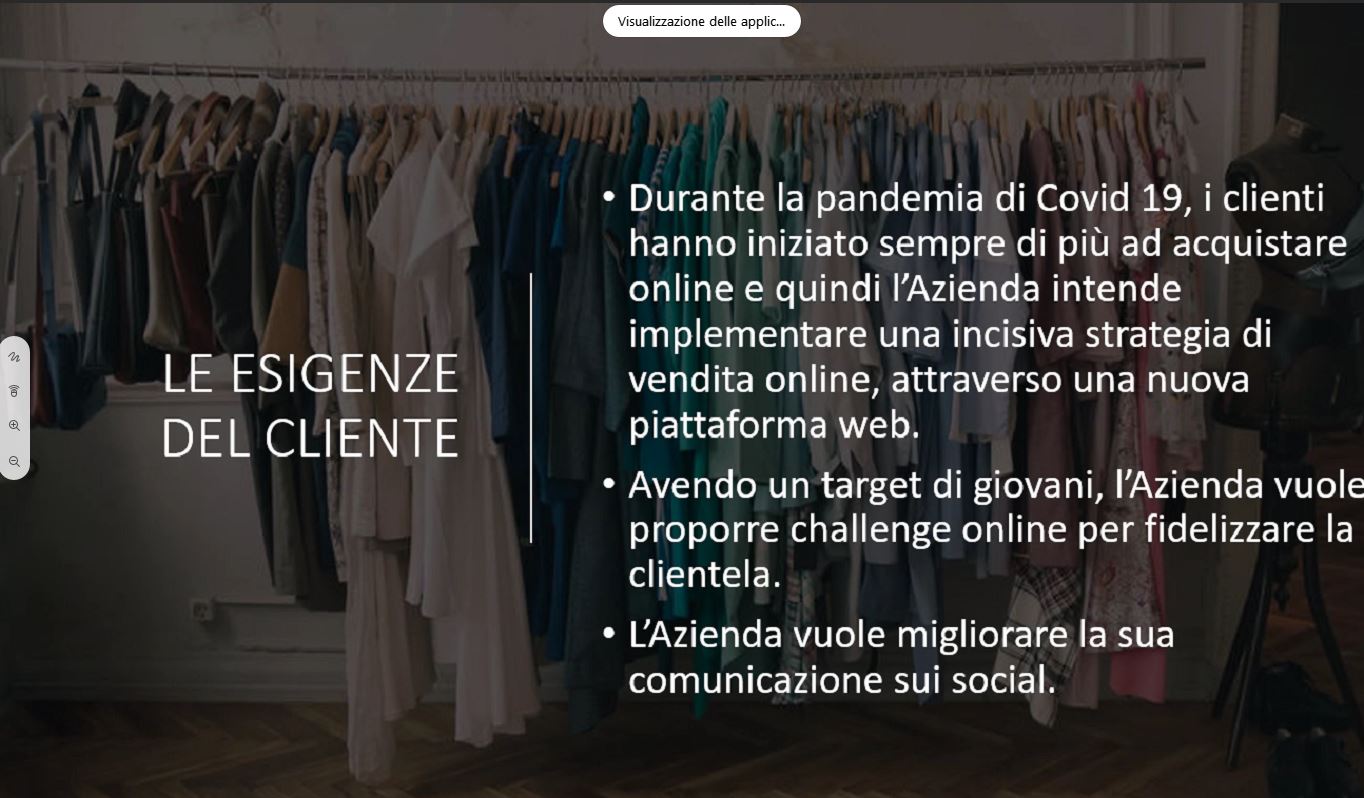 Visualizzazione delle applic...
LE ESIGENZE
DEL CLIENTE
• Durante la pandemia di Covid 19, i clienti
hanno iniziato sempre di più ad acquistare
online e quindi l’Azienda intende
implementare una incisiva strategia di
vendita online, attraverso una nuova
piattaforma web.
• Avendo un target di giovani, l’Azienda vuole
proporre challenge online per fidelizzare la
clientela.
• L’Azienda vuole migliorare la sua
comunicazione sui social.